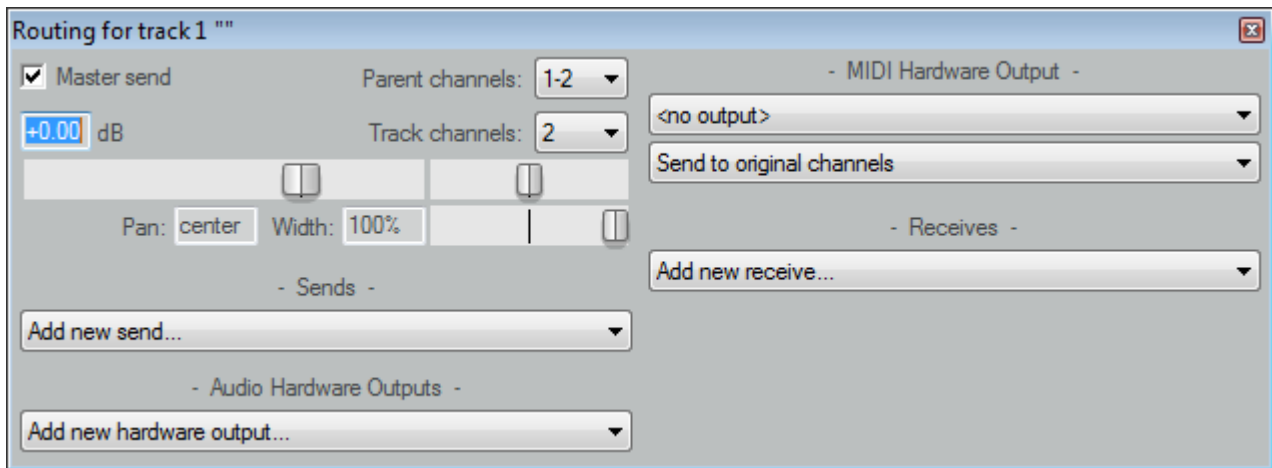 Routing for track 1 ""
Master send
Parent channels: 1-2
+0.00 dB
Track channels: 2
Pan: center Width: 100%
- Sends -
Add new send...
- Audio Hardware Outputs -
Add new hardware output...
- MIDI Hardware Output -
<no output>
Send to original channels
- Receives -
Add new receive...